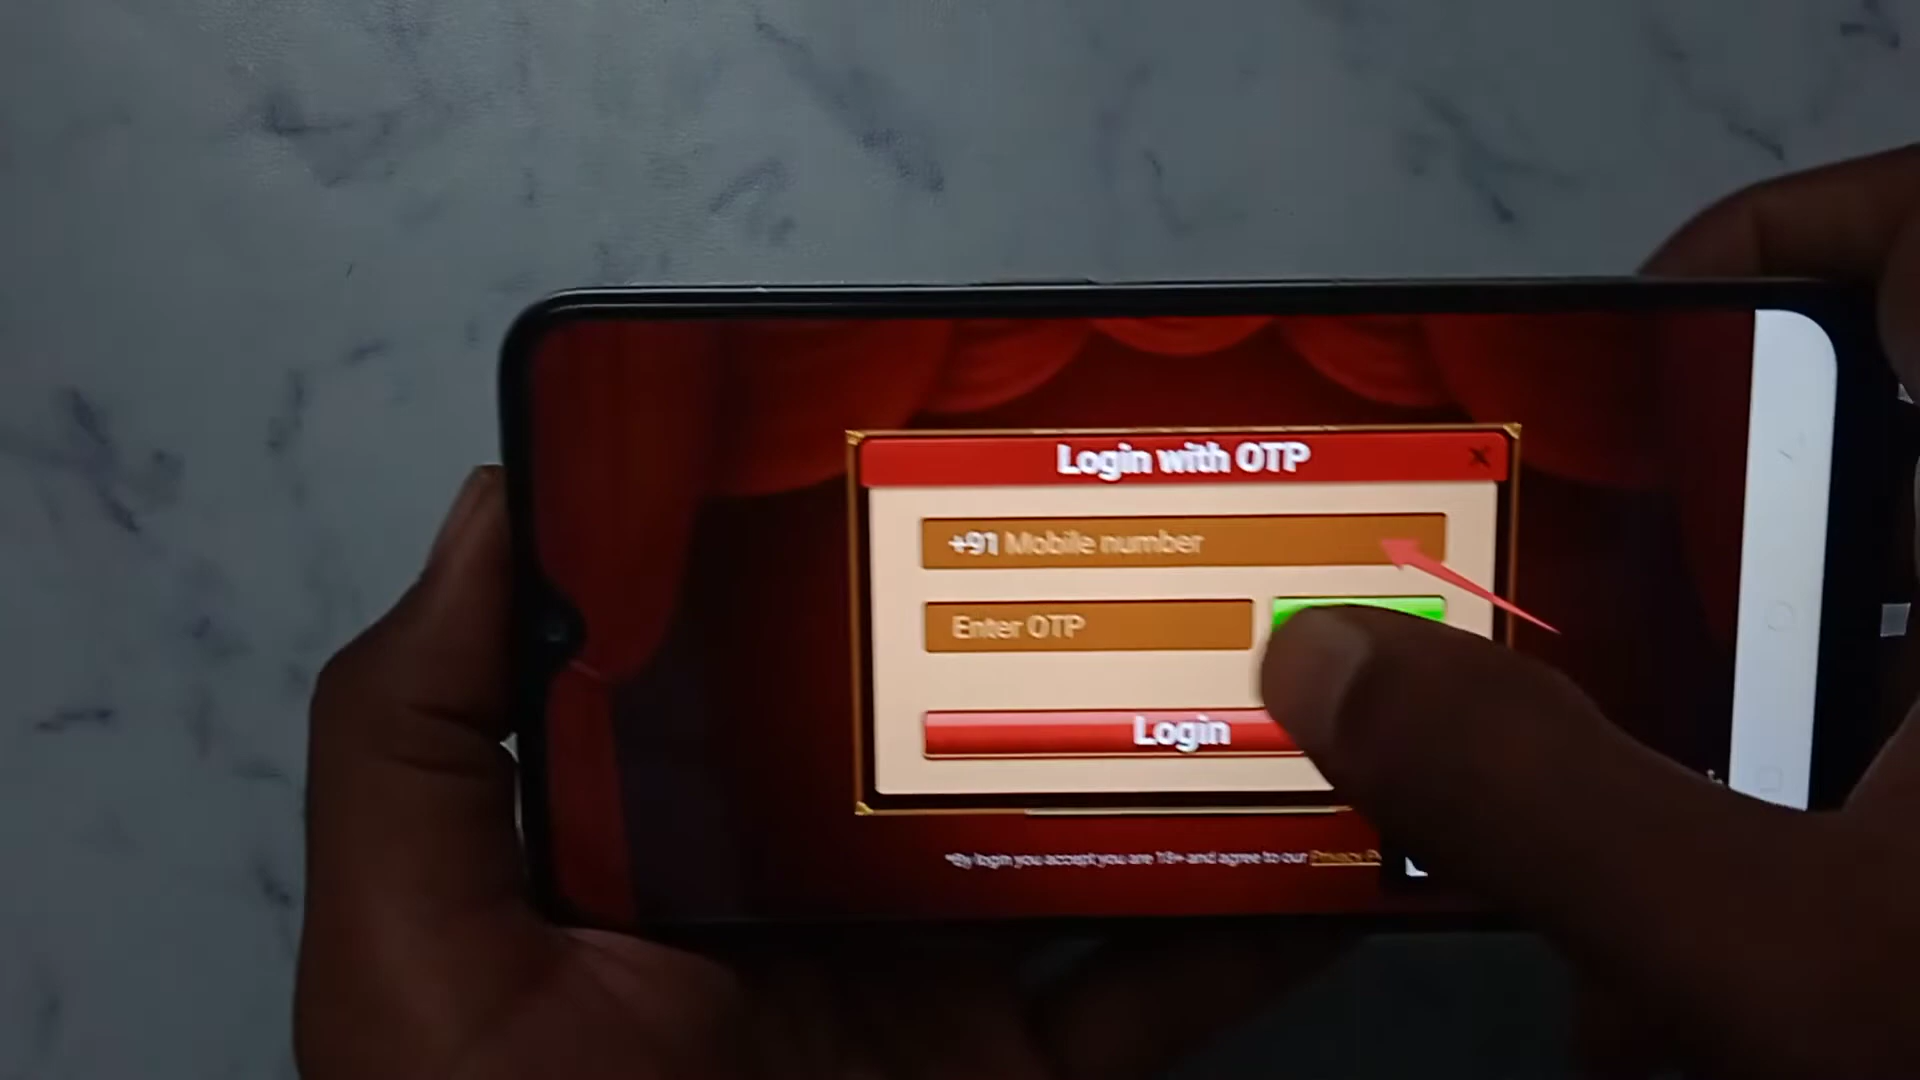 Login with OTP
+91 Mobile number
Enter OTP
Login
*By login you accept you are 18+ and agree to our Privacy